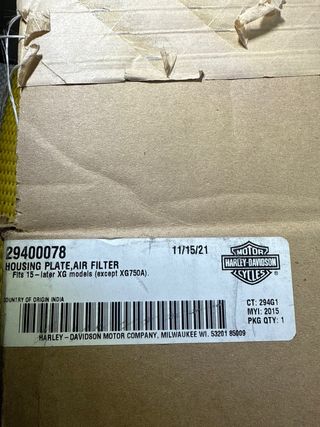 29400078 11/15/21
HOUSING PLATE,AIR FILTER
Fits 15-later XG models (except XG750A).
MOTOR
HARLEY-DAVIDSON
CYCLES
®
COUNTRY OF ORIGIN INDIA
CT: 294G1
MYI: 2015
PKG QTY: 1
HARLEY-DAVIDSON MOTOR COMPANY, MILWAUKEE WI. 53201 85009